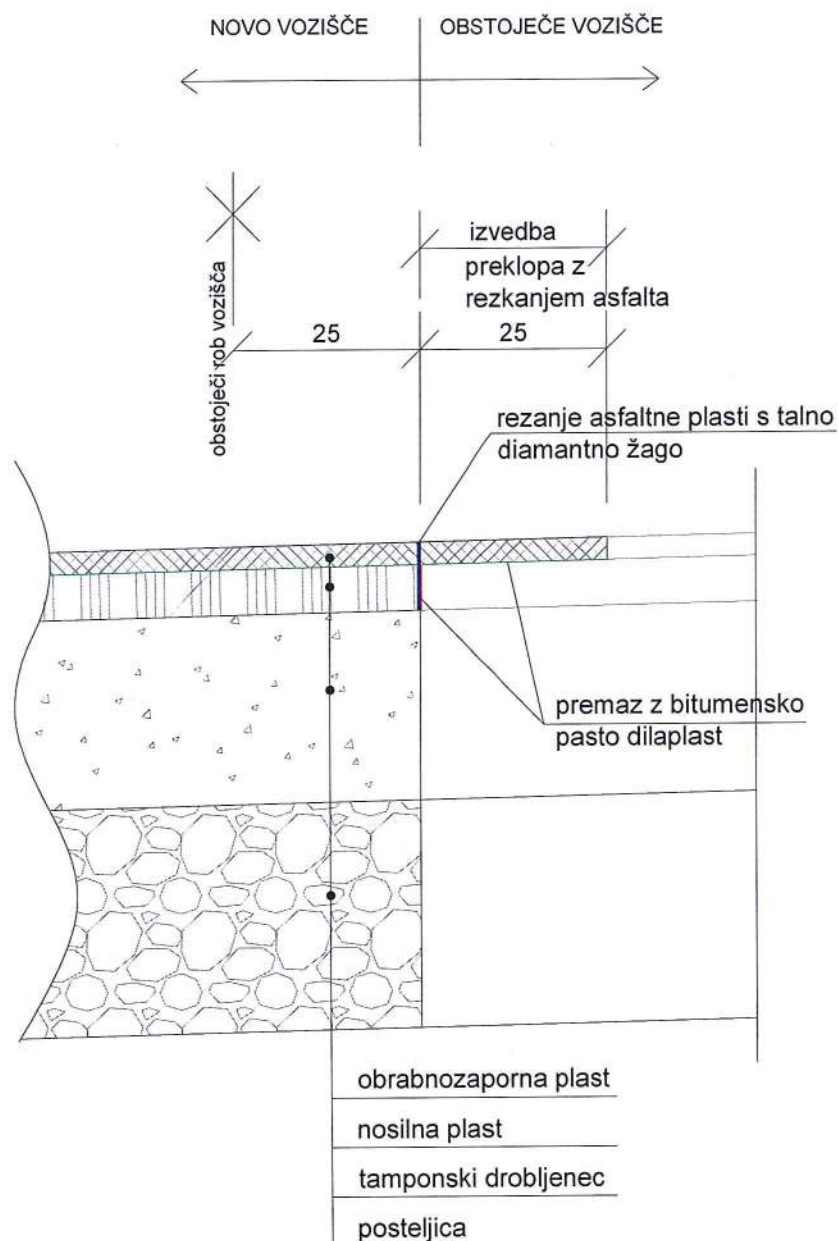 NOVO VOZIŠČE
OBSTOJEČE VOZIŠČE
izvedba
preklopa z
rezkanjem asfalta
obstoječi rob vozišča
25
25
rezanje asfaltne plasti s talno
diamantno žago
premaz z bitumensko
pasto dilaplast
obrabnozaporna plast
nosilna plast
tamponski drobljenec
posteljica